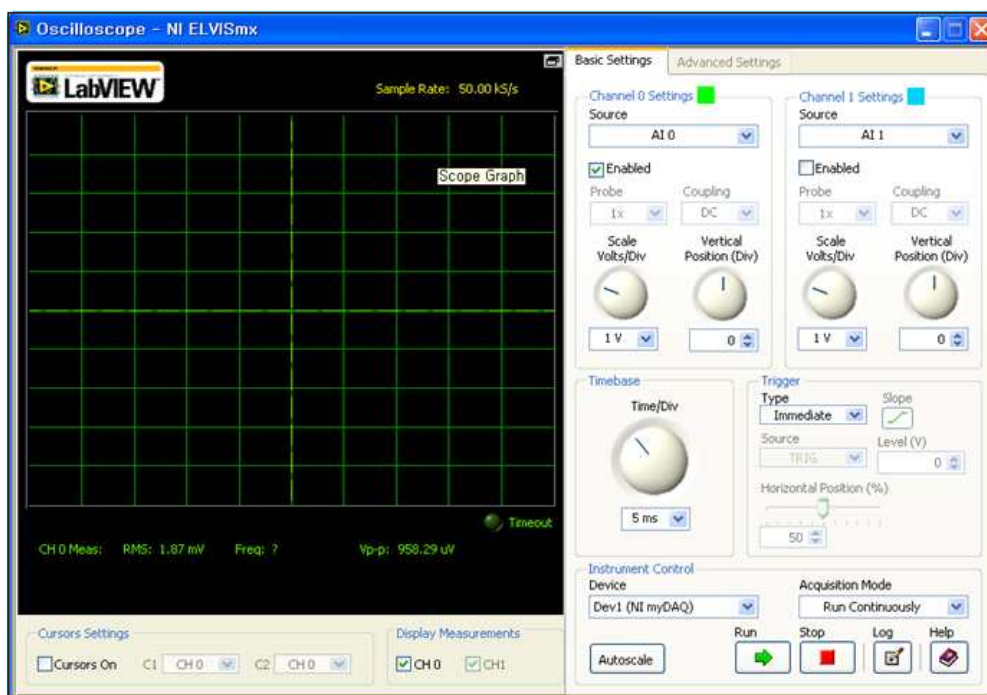 Oscilloscope - NI ELVISmx
LabVIEW
Sample Rate: 50.00 kS/s
Scope Graph
Timeout
CH 0 Meas: RMS: 1.87 mV Freq: ? Vp-p: 958.29 uV
Cursors Settings
Cursors On C1 CH 0 C2 CH 0
Display Measurements
CH 0 CH1
Basic Settings Advanced Settings
Channel 0 Settings
Source
AI 0
Enabled
Probe Coupling
1x DC
Scale Vertical
Volts/Div Position (Div)
1 V 0
Channel 1 Settings
Source
AI 1
Enabled
Probe Coupling
1x DC
Scale Vertical
Volts/Div Position (Div)
1 V 0
Timebase
Time/Div
5 ms
Trigger
Type Slope
Immediate
Source Level (V)
TRIG 0
Horizontal Position (%)
50
Instrument Control
Device Acquisition Mode
Dev1 (NI myDAQ) Run Continuously
Run Stop Log Help
Autoscale